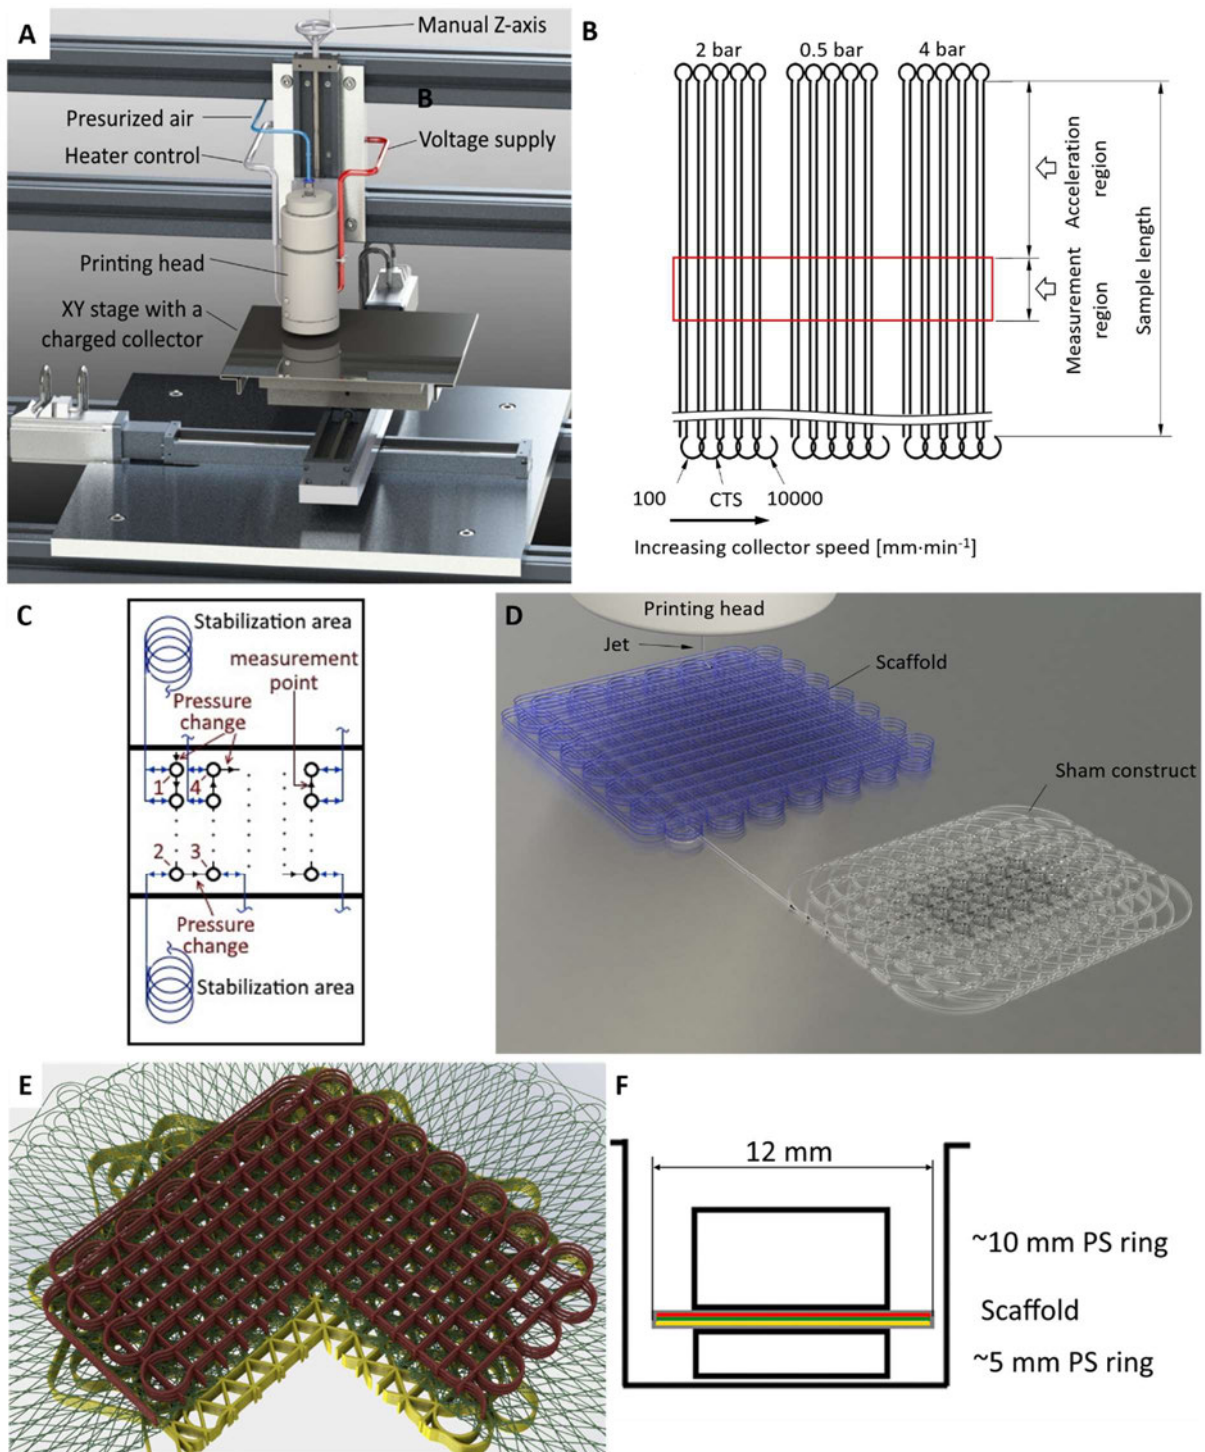 A
Manual Z-axis
B
Presurized air
Heater control
Voltage supply
Printing head
XY stage with a
charged collector
B
2 bar
0.5 bar
4 bar
Acceleration
region
Measurement
region
Sample length
100
CTS
10000
Increasing collector speed [mm·min⁻¹]
C
Stabilization area
measurement
point
Pressure
change
1
4
2
3
Pressure
change
Stabilization area
D
Printing head
Jet
Scaffold
Sham construct
E
F
12 mm
~10 mm PS ring
Scaffold
~5 mm PS ring